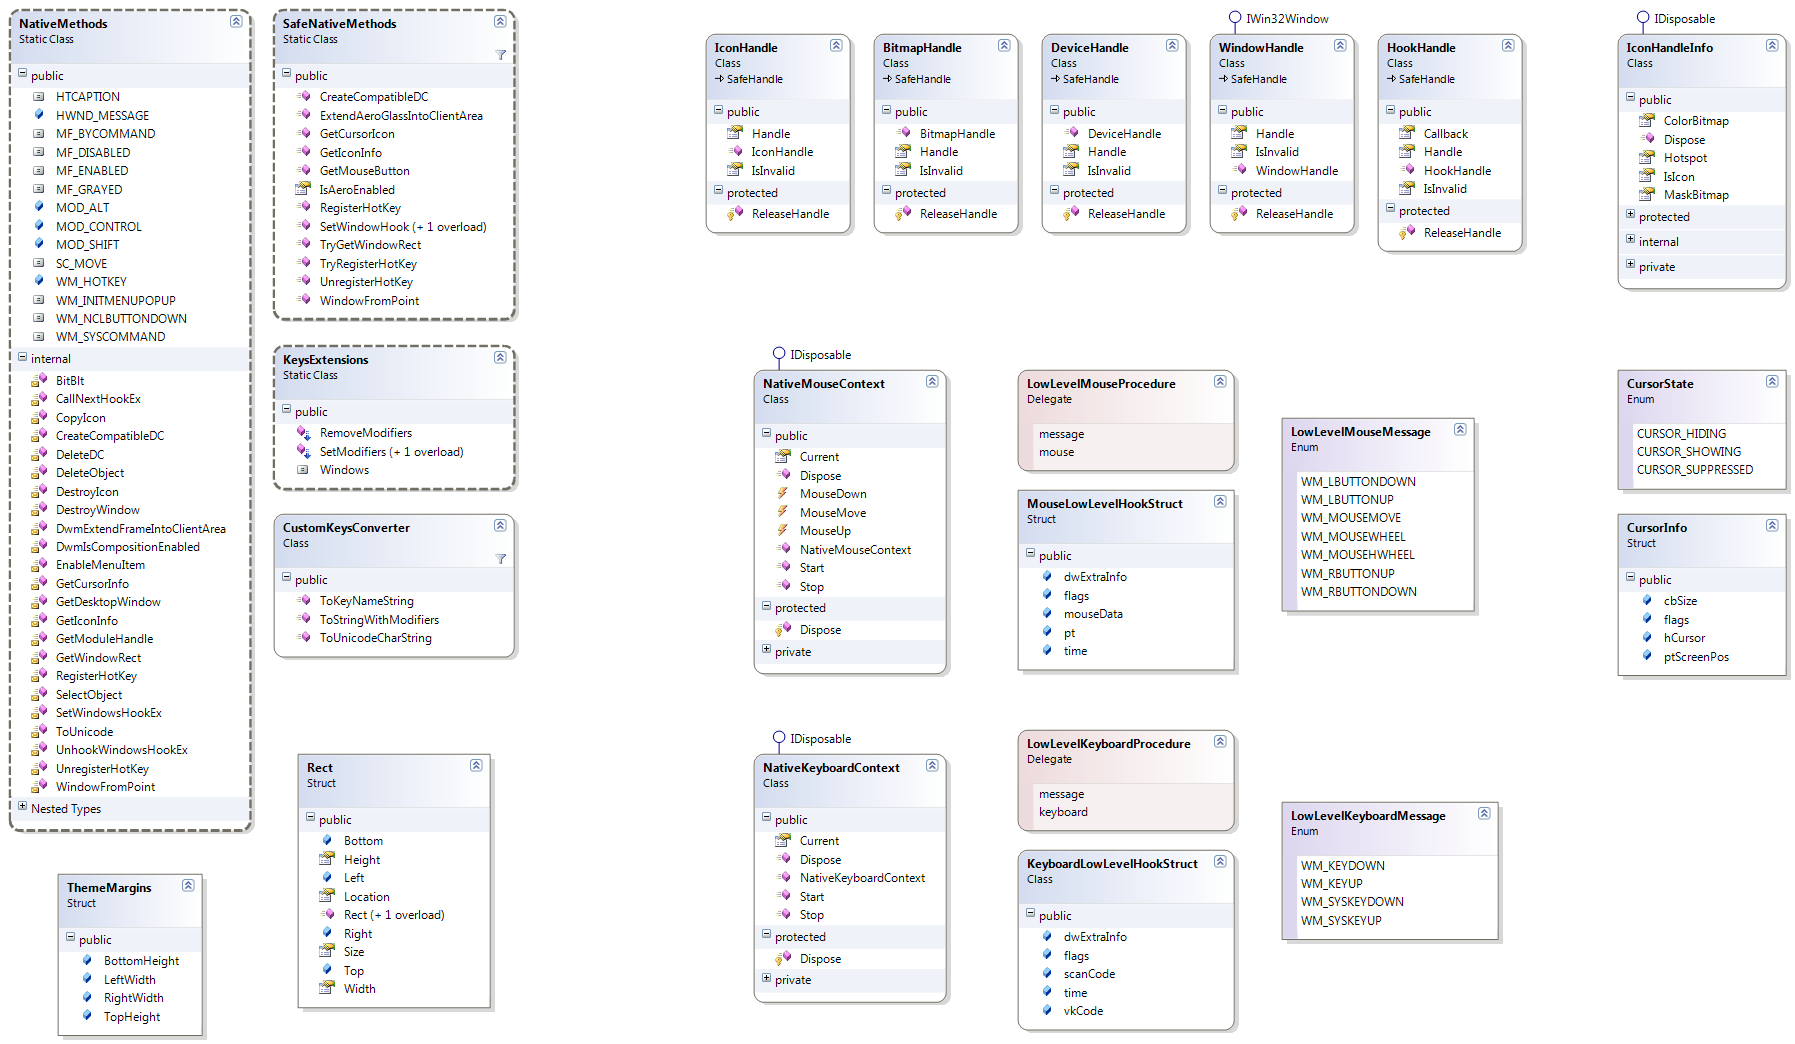 NativeMethods
Static Class
public
HTCAPTION
HWND_MESSAGE
MF_BYCOMMAND
MF_DISABLED
MF_ENABLED
MF_GRAYED
MOD_ALT
MOD_CONTROL
MOD_SHIFT
SC_MOVE
WM_HOTKEY
WM_INITMENUPOPUP
WM_NCLBUTTONDOWN
WM_SYSCOMMAND
internal
BitBlt
CallNextHookEx
CopyIcon
CreateCompatibleDC
DeleteDC
DeleteObject
DestroyIcon
DestroyWindow
DwmExtendFrameIntoClientArea
DwmIsCompositionEnabled
EnableMenuItem
GetCursorInfo
GetDesktopWindow
GetIconInfo
GetModuleHandle
GetWindowRect
RegisterHotKey
SelectObject
SetWindowsHookEx
ToUnicode
UnhookWindowsHookEx
UnregisterHotKey
WindowFromPoint
Nested Types
ThemeMargins
Struct
public
BottomHeight
LeftWidth
RightWidth
TopHeight
SafeNativeMethods
Static Class
public
CreateCompatibleDC
ExtendAeroGlassIntoClientArea
GetCursorIcon
GetIconInfo
GetMouseButton
IsAeroEnabled
RegisterHotKey
SetWindowHook (+ 1 overload)
TryGetWindowRect
TryRegisterHotKey
UnregisterHotKey
WindowFromPoint
KeysExtensions
Static Class
public
RemoveModifiers
SetModifiers (+ 1 overload)
Windows
CustomKeysConverter
Class
public
ToKeyNameString
ToStringWithModifiers
ToUnicodeCharString
Rect
Struct
public
Bottom
Height
Left
Location
Rect (+ 1 overload)
Right
Size
Top
Width
IconHandle
Class
SafeHandle
public
Handle
IconHandle
IsInvalid
protected
ReleaseHandle
BitmapHandle
Class
SafeHandle
public
BitmapHandle
Handle
IsInvalid
protected
ReleaseHandle
DeviceHandle
Class
SafeHandle
public
DeviceHandle
Handle
IsInvalid
protected
ReleaseHandle
IWin32Window
WindowHandle
Class
SafeHandle
public
Handle
IsInvalid
WindowHandle
protected
ReleaseHandle
HookHandle
Class
SafeHandle
public
Callback
Handle
HookHandle
IsInvalid
protected
ReleaseHandle
IDisposable
IconHandleInfo
Class
public
ColorBitmap
Dispose
Hotspot
IsIcon
MaskBitmap
protected
internal
private
IDisposable
NativeMouseContext
Class
public
Current
Dispose
MouseDown
MouseMove
MouseUp
NativeMouseContext
Start
Stop
protected
Dispose
private
LowLevelMouseProcedure
Delegate
message
mouse
MouseLowLevelHookStruct
Struct
public
dwExtraInfo
flags
mouseData
pt
time
LowLevelMouseMessage
Enum
WM_LBUTTONDOWN
WM_LBUTTONUP
WM_MOUSEMOVE
WM_MOUSEWHEEL
WM_MOUSEHWHEEL
WM_RBUTTONUP
WM_RBUTTONDOWN
CursorState
Enum
CURSOR_HIDING
CURSOR_SHOWING
CURSOR_SUPPRESSED
CursorInfo
Struct
public
cbSize
flags
hCursor
ptScreenPos
IDisposable
NativeKeyboardContext
Class
public
Current
Dispose
NativeKeyboardContext
Start
Stop
protected
Dispose
private
LowLevelKeyboardProcedure
Delegate
message
keyboard
KeyboardLowLevelHookStruct
Class
public
dwExtraInfo
flags
scanCode
time
vkCode
LowLevelKeyboardMessage
Enum
WM_KEYDOWN
WM_KEYUP
WM_SYSKEYDOWN
WM_SYSKEYUP